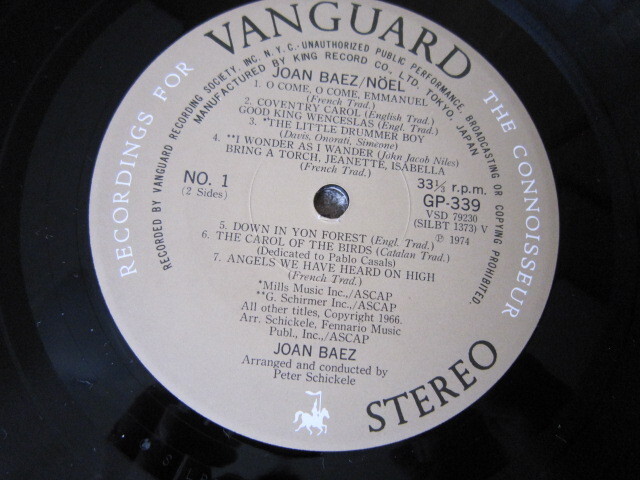 RECORDINGS FOR
VANGUARD
THE CONNOISSEUR
RECORDED BY VANGUARD RECORDING SOCIETY, INC. N.Y.C.-UNAUTHORIZED PUBLIC PERFORMANCE, BROADCASTING OR COPYING PROHIBITED.
MANUFACTURED BY KING RECORD CO., LTD. TOKYO, JAPAN
JOAN BAEZ/NÖEL
1. O COME, O COME, EMMANUEL
(French Trad.)
2. COVENTRY CAROL (English Trad.)
GOOD KING WENCESLAS (Engl. Trad.)
3. *THE LITTLE DRUMMER BOY
(Davis, Onorati, Simeone)
4. **I WONDER AS I WANDER (John Jacob Niles)
BRING A TORCH, JEANETTE, ISABELLA
(French Trad.)
NO. 1
(2 Sides)
33⅓ r.p.m.
GP-339
VSD 79230
(SILBT 1373) V
℗ 1974
5. DOWN IN YON FOREST (Engl. Trad.)
6. THE CAROL OF THE BIRDS (Catalan Trad.)
(Dedicated to Pablo Casals)
7. ANGELS WE HAVE HEARD ON HIGH
(French Trad.)
*Mills Music Inc.,/ASCAP
**G. Schirmer Inc./ASCAP
All other titles, Copyright 1966.
Arr. Schickele, Fennario Music
Publ., Inc.,/ASCAP
JOAN BAEZ
Arranged and conducted by
Peter Schickele
STEREO